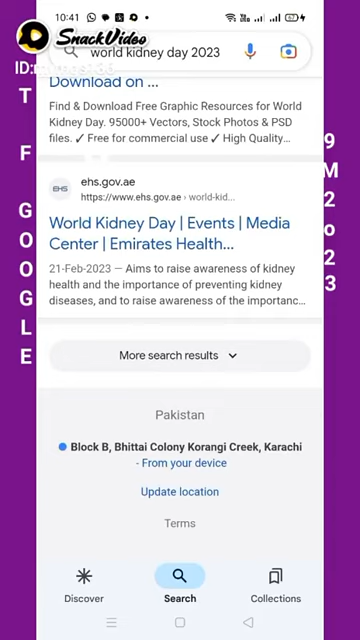 10:41
67
SnackVideo
world kidney day 2023
Download on ...
Find & Download Free Graphic Resources for World
Kidney Day. 95000+ Vectors, Stock Photos & PSD
files. ✓ Free for commercial use ✓ High Quality...
EHS
ehs.gov.ae
https://www.ehs.gov.ae › world-kid...
World Kidney Day | Events | Media
Center | Emirates Health...
21-Feb-2023 — Aims to raise awareness of kidney
health and the importance of preventing kidney
diseases, and to raise awareness of the importanc...
More search results
Pakistan
Block B, Bhittai Colony Korangi Creek, Karachi
- From your device
Update location
Terms
Discover
Search
Collections
T
F
G
O
O
G
L
E
9
M
2
o
2
3